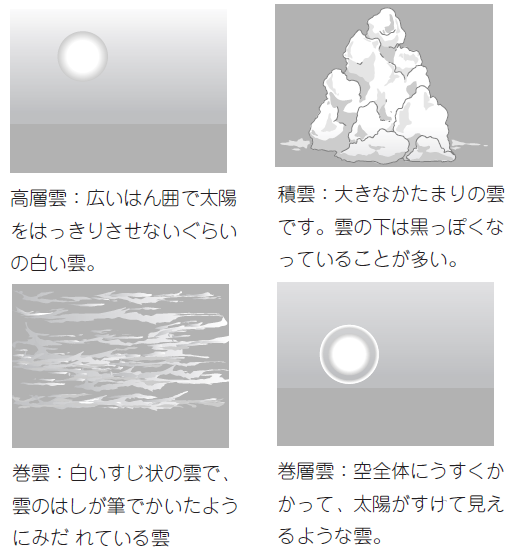 高層雲：広いはん囲で太陽
をはっきりさせないぐらい
の白い雲。
積雲：大きなかたまりの雲
です。雲の下は黒っぽくな
っていることが多い。
巻雲：白いすじ状の雲で、
雲のはしが筆でかいたよう
にみだ れている雲
巻層雲：空全体にうすくか
かって、太陽がすけて見え
るような雲。